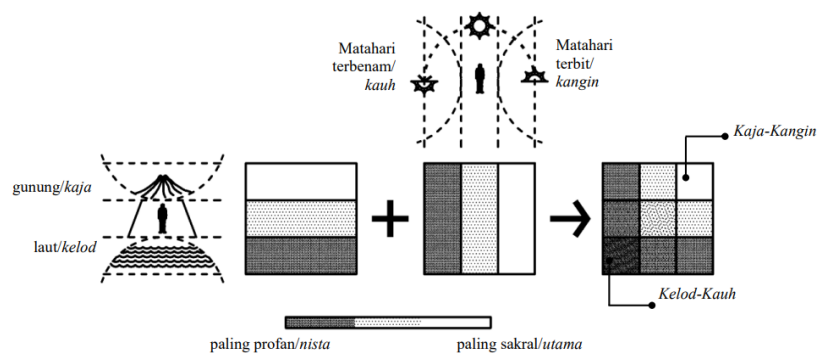 Matahari
terbenam/
kauh
Matahari
terbit/
kangin
Kaja-Kangin
gunung/kaja
laut/kelod
Kelod-Kauh
paling profan/nista
paling sakral/utama